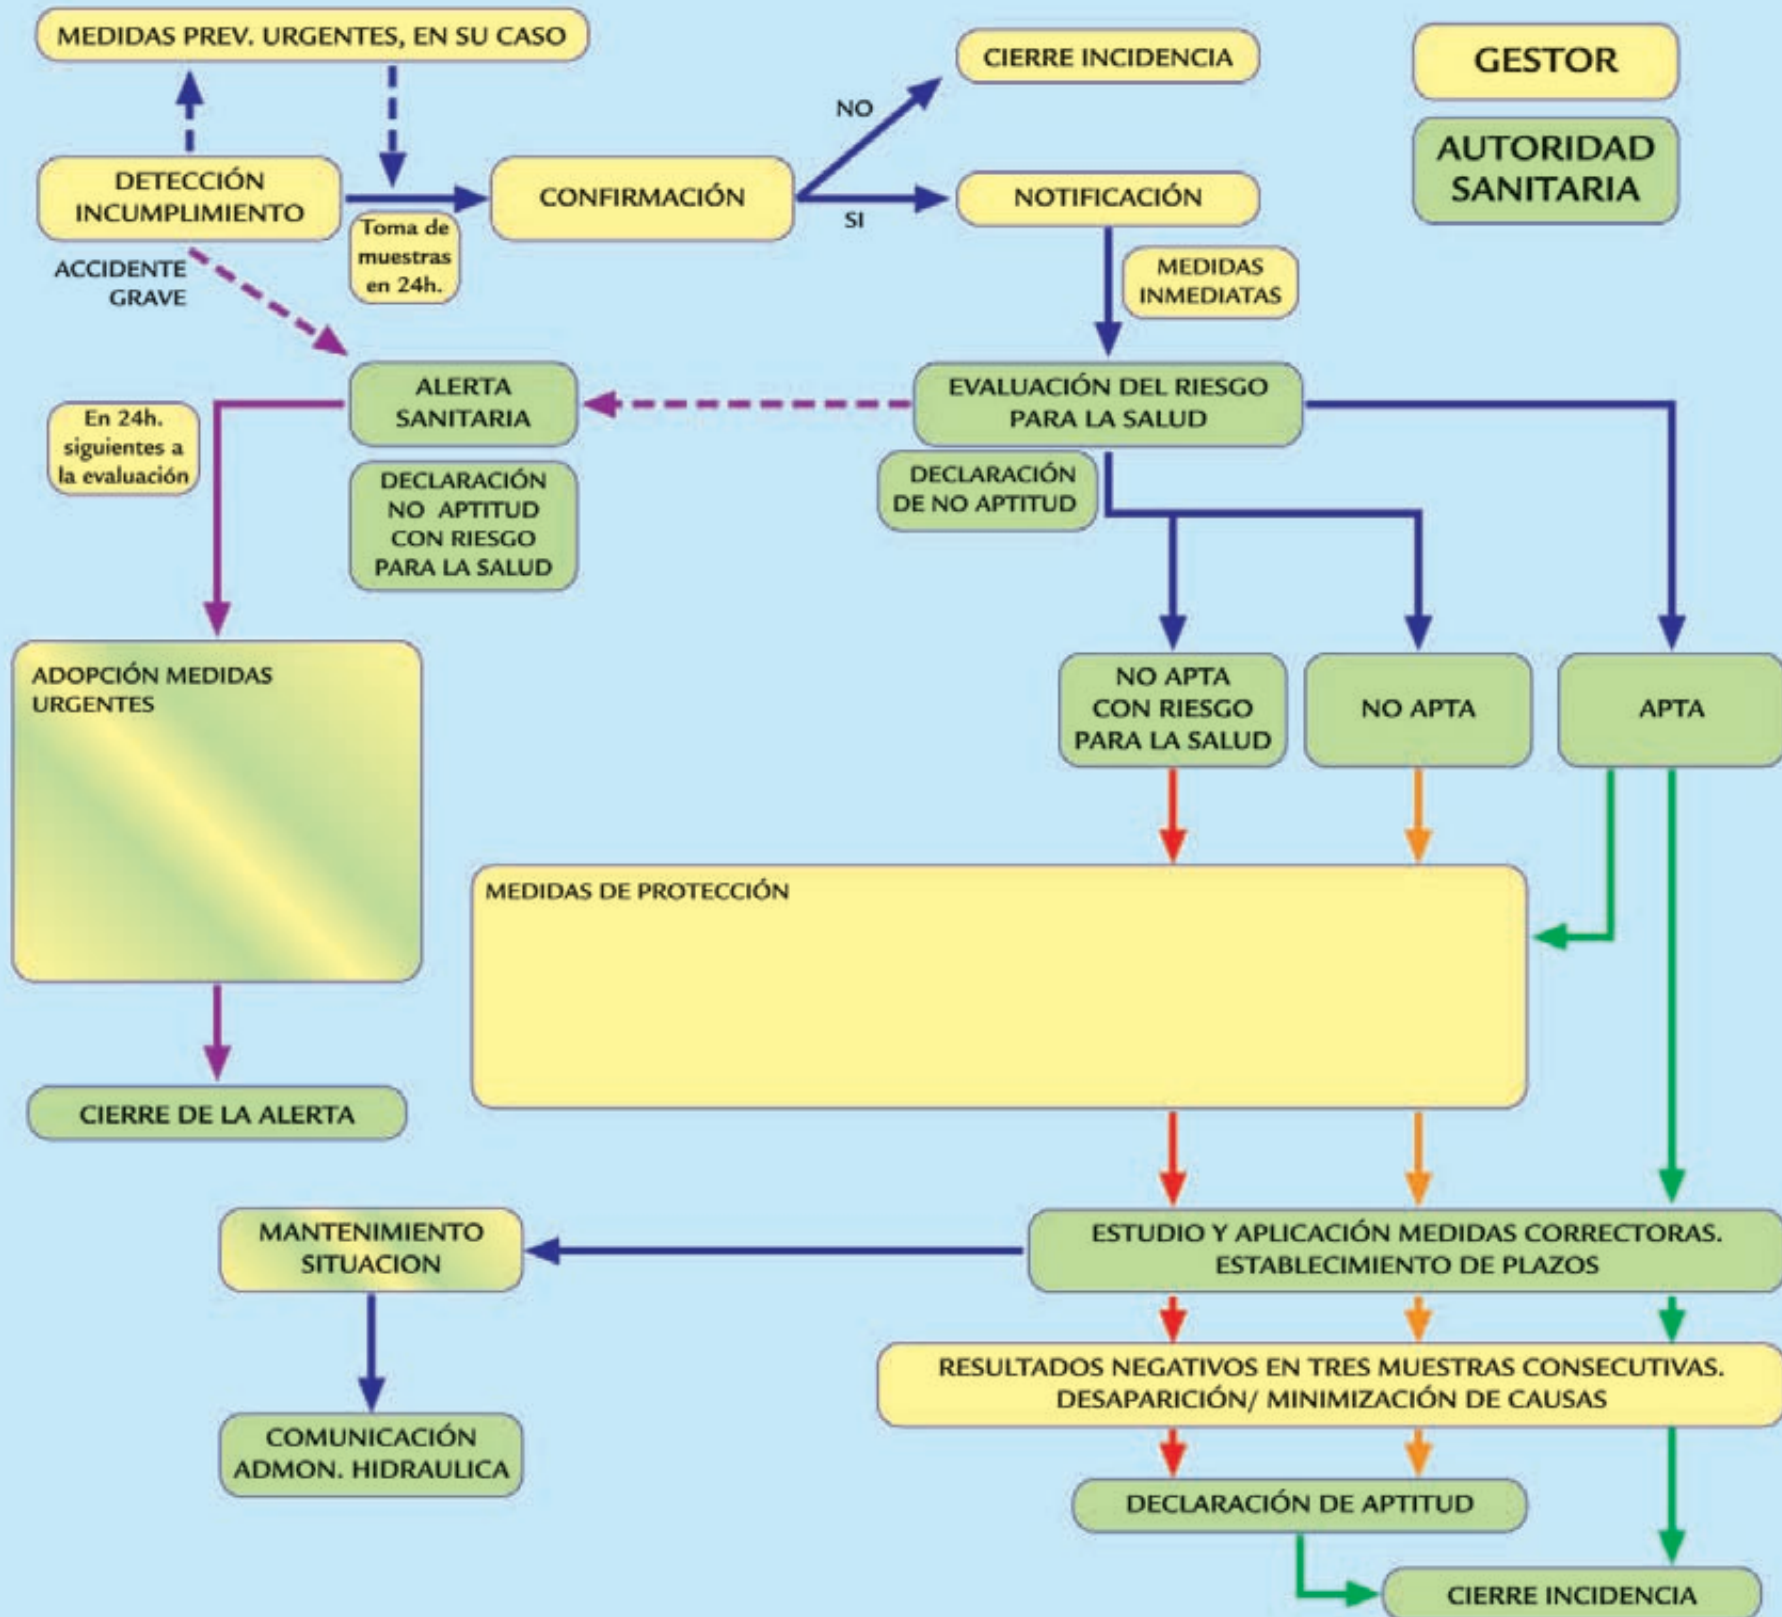 MEDIDAS PREV. URGENTES, EN SU CASO
CIERRE INCIDENCIA
GESTOR
NO
AUTORIDAD
SANITARIA
DETECCIÓN
INCUMPLIMIENTO
CONFIRMACIÓN
NOTIFICACIÓN
SI
Toma de
muestras
en 24h.
ACCIDENTE
GRAVE
MEDIDAS
INMEDIATAS
ALERTA
SANITARIA
EVALUACIÓN DEL RIESGO
PARA LA SALUD
En 24h.
siguientes a
la evaluación
DECLARACIÓN
NO APTITUD
CON RIESGO
PARA LA SALUD
DECLARACIÓN
DE NO APTITUD
ADOPCIÓN MEDIDAS
URGENTES
NO APTA
CON RIESGO
PARA LA SALUD
NO APTA
APTA
MEDIDAS DE PROTECCIÓN
CIERRE DE LA ALERTA
MANTENIMIENTO
SITUACION
ESTUDIO Y APLICACIÓN MEDIDAS CORRECTORAS.
ESTABLECIMIENTO DE PLAZOS
RESULTADOS NEGATIVOS EN TRES MUESTRAS CONSECUTIVAS.
DESAPARICIÓN/ MINIMIZACIÓN DE CAUSAS
COMUNICACIÓN
ADMON. HIDRAULICA
DECLARACIÓN DE APTITUD
CIERRE INCIDENCIA